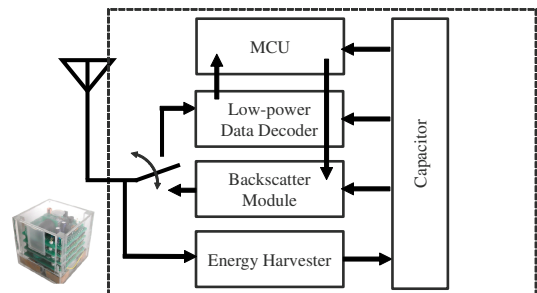 MCU
Low-power
Data Decoder
Backscatter
Module
Energy Harvester
Capacitor